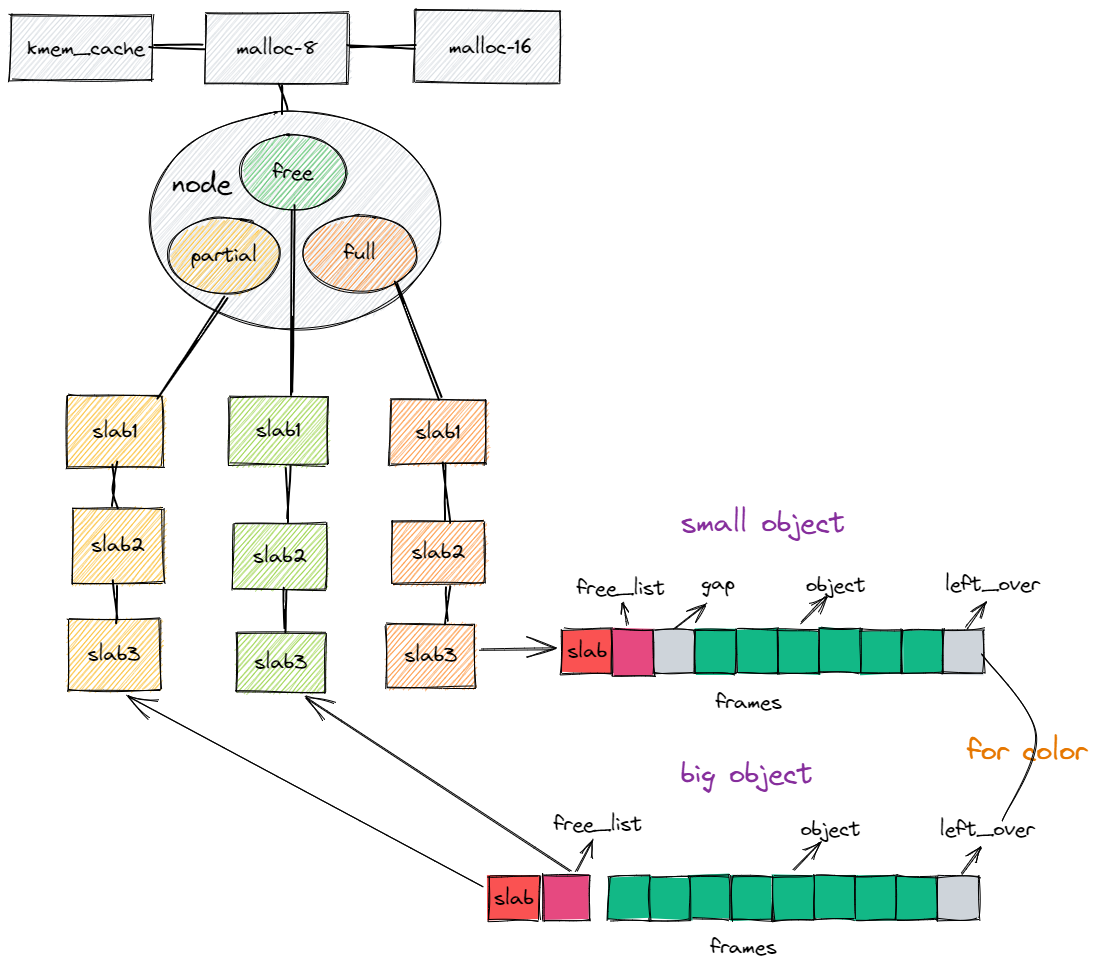 kmem_cache
malloc-8
malloc-16
free
node
partial
full
slab1
slab1
slab1
slab2
slab2
slab2
slab3
slab3
slab3
small object
free_list
gap
object
left_over
slab
frames
for color
big object
free_list
object
left_over
slab
frames